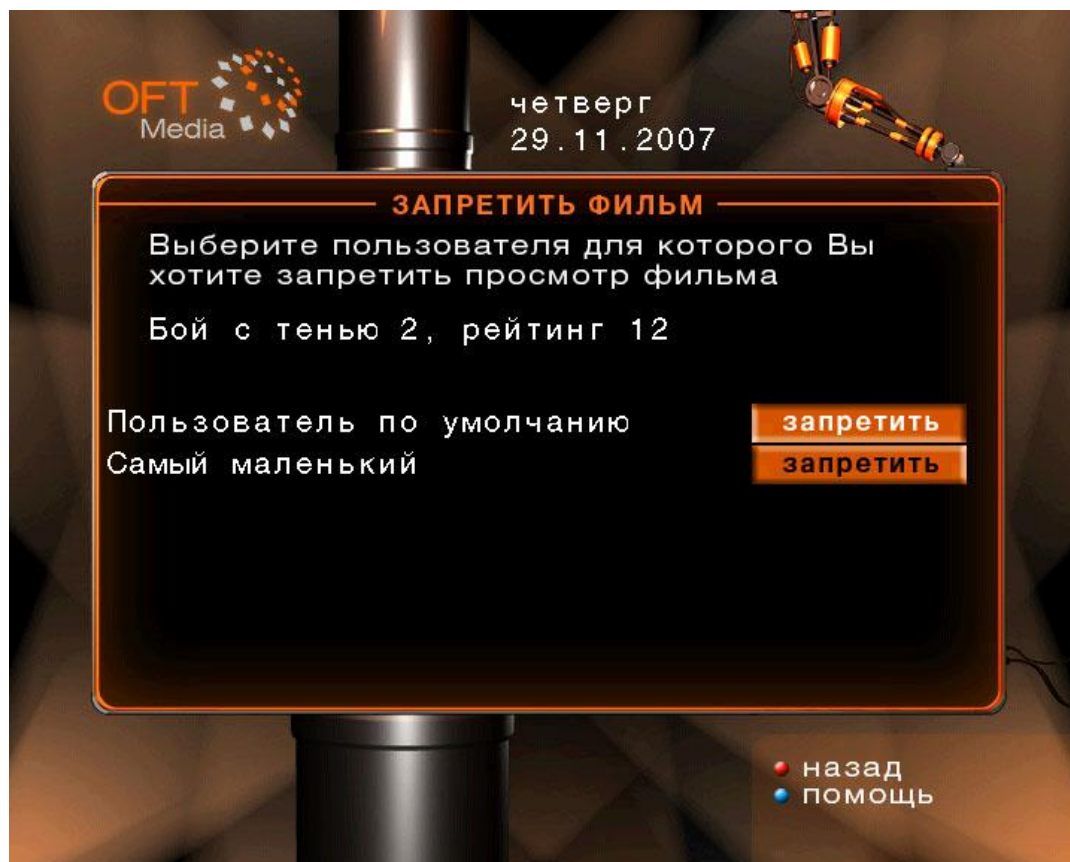 OFT
Media
четверг
29.11.2007
ЗАПРЕТИТЬ ФИЛЬМ
Выберите пользователя для которого Вы
хотите запретить просмотр фильма
Бой с тенью 2, рейтинг 12
Пользователь по умолчанию запретить
Самый маленький запретить
назад
помощь